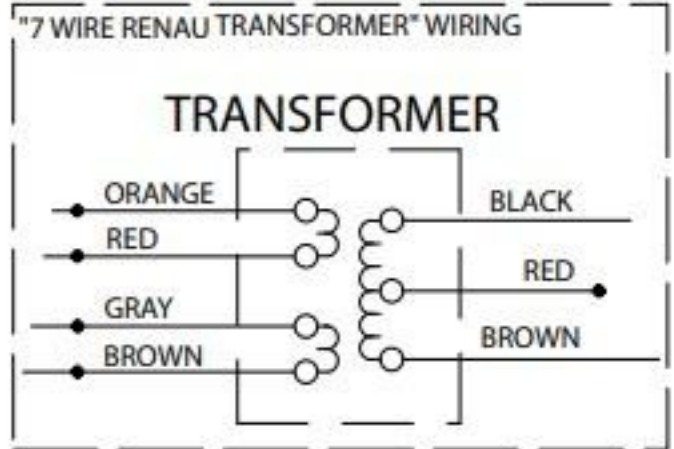 "7 WIRE RENAU TRANSFORMER" WIRING
TRANSFORMER
ORANGE
RED
GRAY
BROWN
BLACK
RED
BROWN